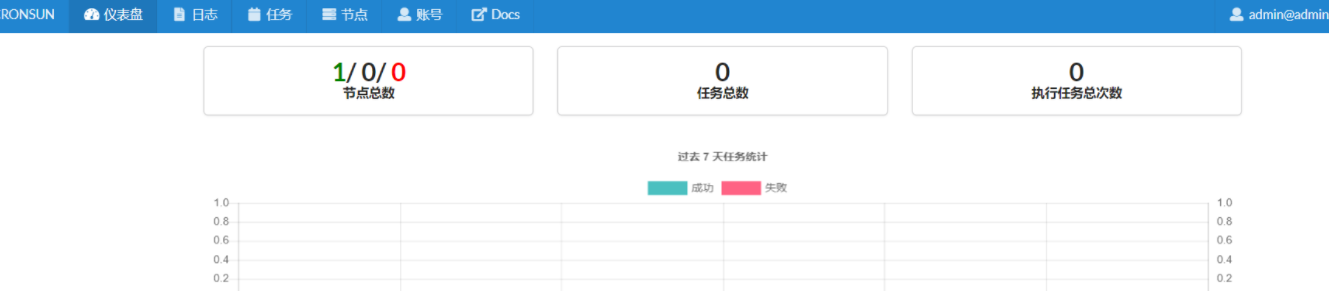 RONSUN 仪表盘 日志 任务 节点 账号 Docs admin@admin
1/ 0/ 0 0 0
节点总数 任务总数 执行任务总次数
过去 7 天任务统计
成功 失败
1.0 1.0
0.8 0.8
0.6 0.6
0.4 0.4
0.2 0.2